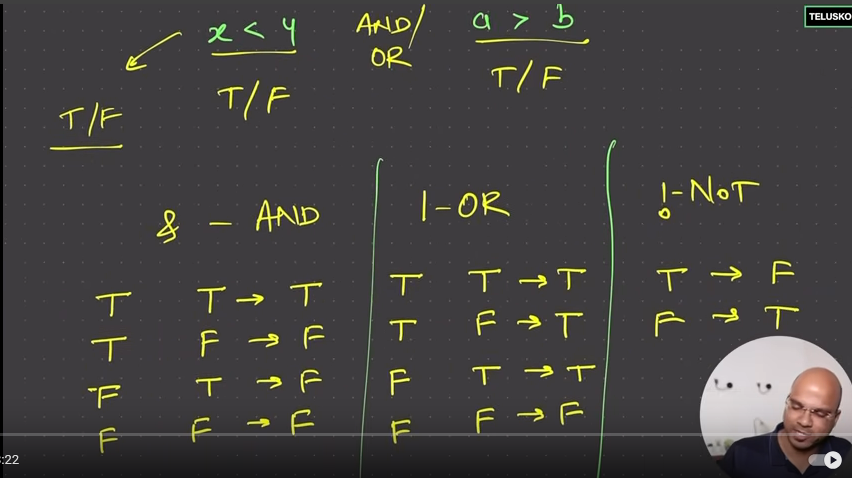 TELUSKO
x < y AND/OR a > b
T/F T/F
T/F
& - AND |-OR !-NOT
T T → T T T → T T → F
T F → F T F → T F → T
F T → F F T → T
F F → F F F → F
:22